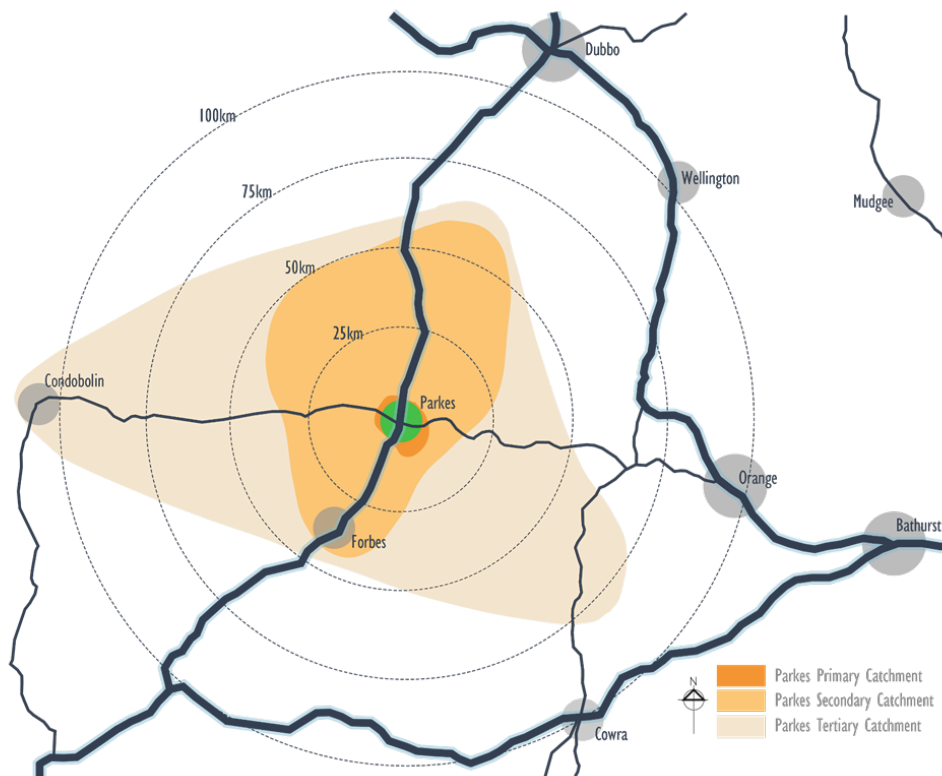 Dubbo
100km
Wellington
75km
Mudgee
50km
25km
Condobolin
Parkes
Orange
Bathurst
Forbes
N
Cowra
Parkes Primary Catchment
Parkes Secondary Catchment
Parkes Tertiary Catchment